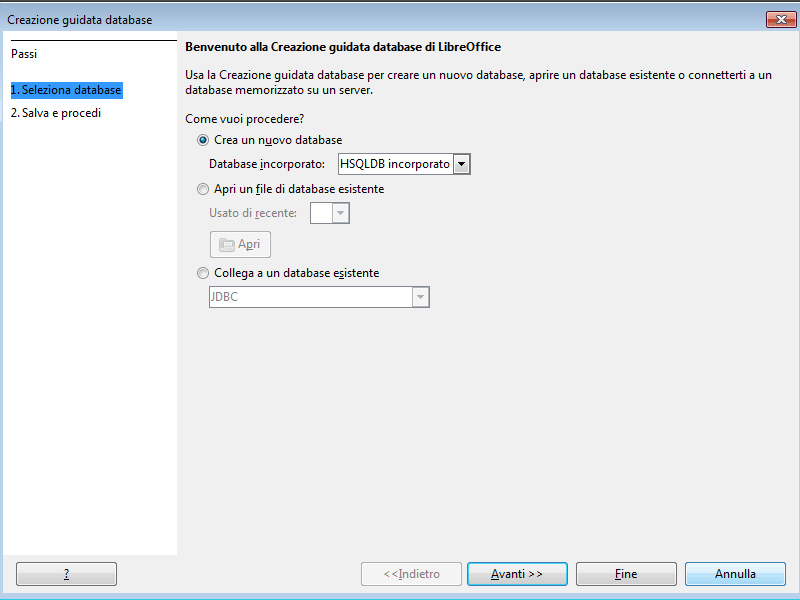 Creazione guidata database
Passi
1. Seleziona database
2. Salva e procedi
Benvenuto alla Creazione guidata database di LibreOffice
Usa la Creazione guidata database per creare un nuovo database, aprire un database esistente o connetterti a un
database memorizzato su un server.
Come vuoi procedere?
Crea un nuovo database
Database incorporato: HSQLDB incorporato
Apri un file di database esistente
Usato di recente:
Apri
Collega a un database esistente
JDBC
? <<Indietro Avanti >> Fine Annulla